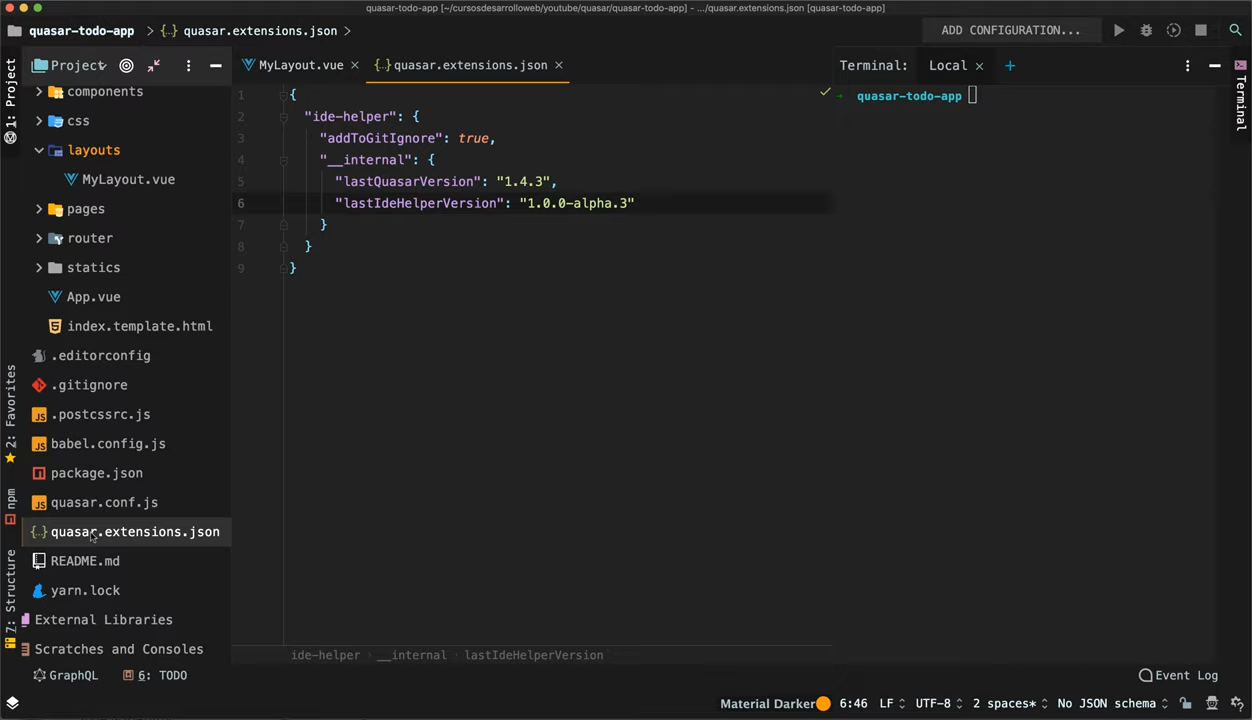 quasar-todo-app [~/cursosdesarrolloweb/youtube/quasar/quasar-todo-app] - .../quasar.extensions.json [quasar-todo-app]
quasar-todo-app quasar.extensions.json
ADD CONFIGURATION...
Project
MyLayout.vue
quasar.extensions.json
Terminal: Local
1: Project
2: Favorites
npm
7: Structure
Terminal
components
css
layouts
MyLayout.vue
pages
router
statics
App.vue
index.template.html
.editorconfig
.gitignore
.postcssrc.js
babel.config.js
package.json
quasar.conf.js
quasar.extensions.json
README.md
yarn.lock
External Libraries
Scratches and Consoles
1 {
2 "ide-helper": {
3 "addToGitIgnore": true,
4 "__internal": {
5 "lastQuasarVersion": "1.4.3",
6 "lastIdeHelperVersion": "1.0.0-alpha.3"
7 }
8 }
9 }
quasar-todo-app
ide-helper __internal lastIdeHelperVersion
GraphQL 6: TODO
Event Log
Material Darker 6:46 LF UTF-8 2 spaces* No JSON schema